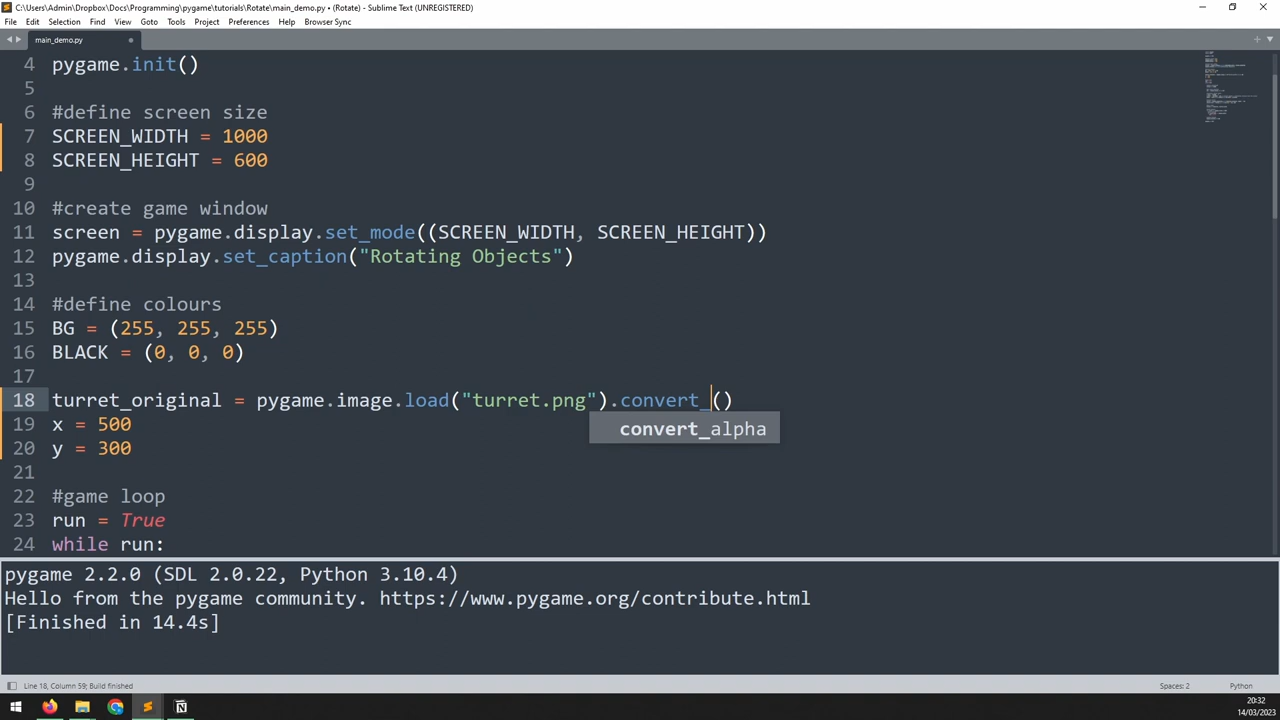 C:\Users\Admin\Dropbox\Docs\Programming\pygame\tutorials\Rotate\main_demo.py • (Rotate) - Sublime Text (UNREGISTERED)
File Edit Selection Find View Goto Tools Project Preferences Help Browser Sync
main_demo.py
4 pygame.init()
5
6 #define screen size
7 SCREEN_WIDTH = 1000
8 SCREEN_HEIGHT = 600
9
10 #create game window
11 screen = pygame.display.set_mode((SCREEN_WIDTH, SCREEN_HEIGHT))
12 pygame.display.set_caption("Rotating Objects")
13
14 #define colours
15 BG = (255, 255, 255)
16 BLACK = (0, 0, 0)
17
18 turret_original = pygame.image.load("turret.png").convert_()
convert_alpha
19 x = 500
20 y = 300
21
22 #game loop
23 run = True
24 while run:
pygame 2.2.0 (SDL 2.0.22, Python 3.10.4)
Hello from the pygame community. https://www.pygame.org/contribute.html
[Finished in 14.4s]
Line 18, Column 59; Build finished Spaces: 2 Python
20:32
14/03/2023